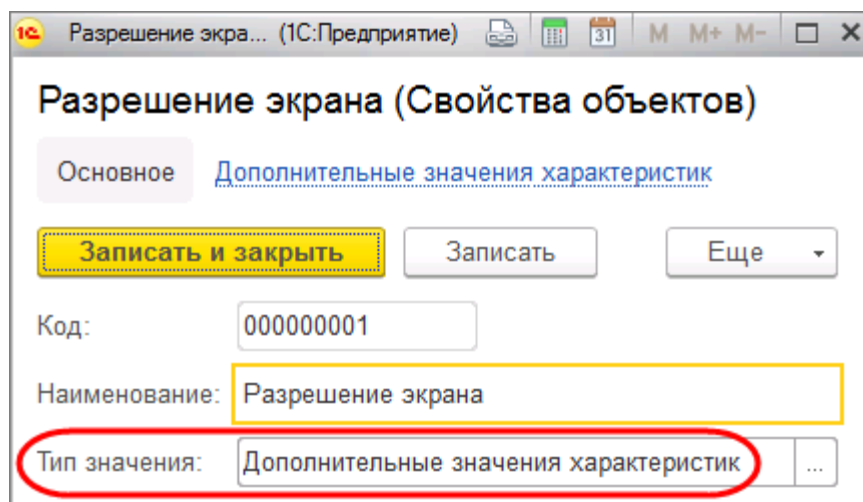 1С Разрешение экра... (1С:Предприятие) 31 M M+ M-
Разрешение экрана (Свойства объектов)
Основное Дополнительные значения характеристик
Записать и закрыть Записать Еще
Код: 000000001
Наименование: Разрешение экрана
Тип значения: Дополнительные значения характеристик ...